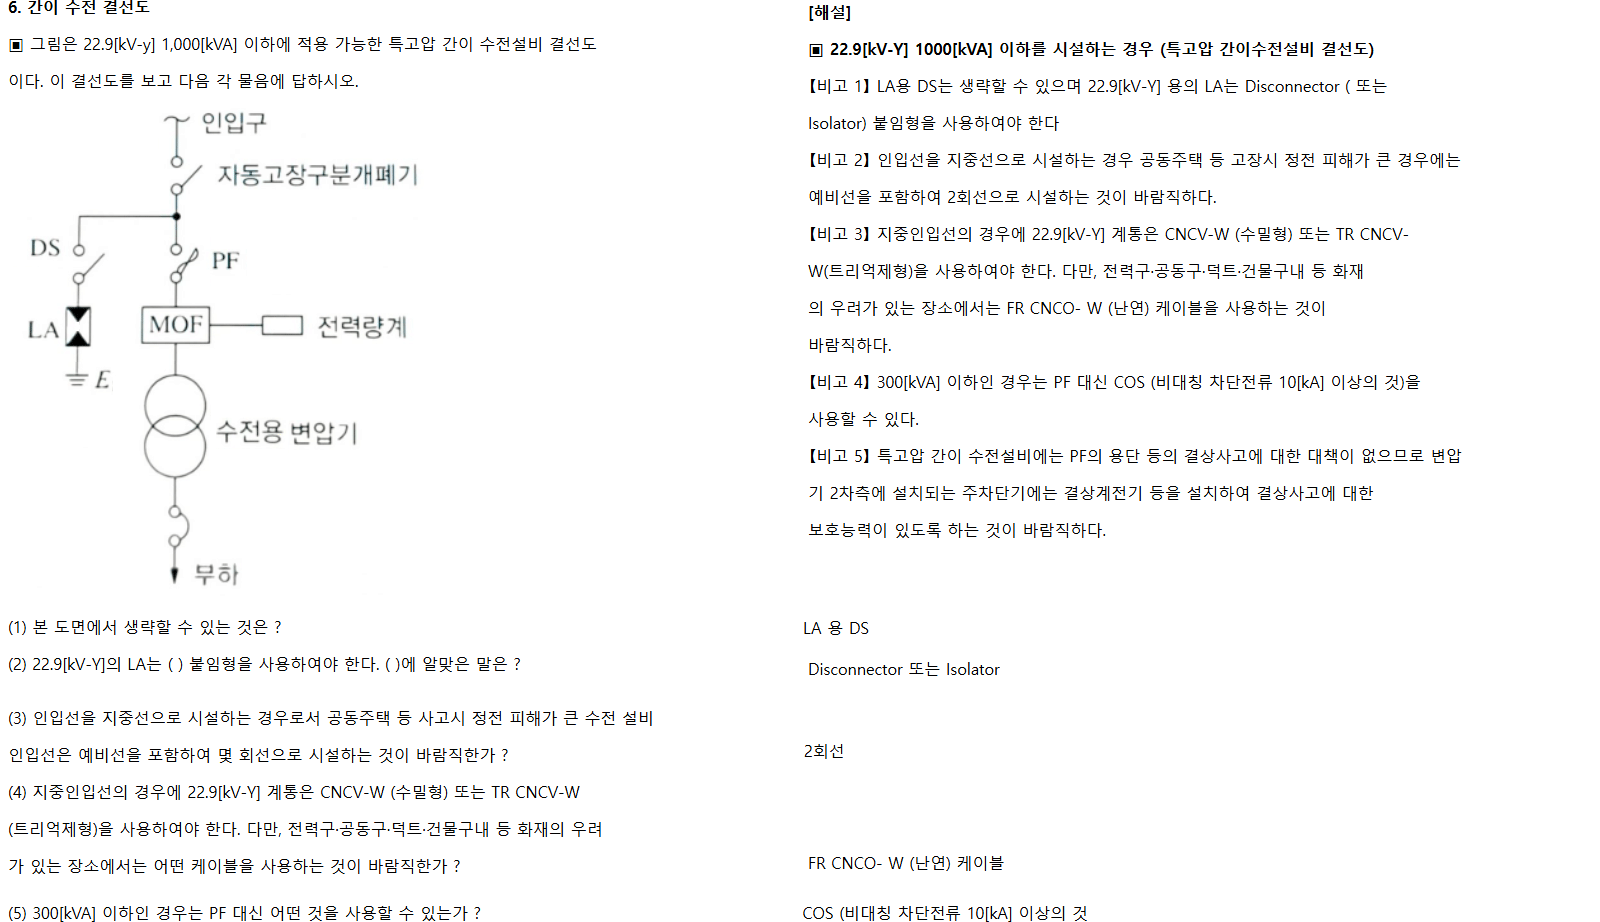 6. 간이 수전 결선도
▣ 그림은 22.9[kV-y] 1,000[kVA] 이하에 적용 가능한 특고압 간이 수전설비 결선도
이다. 이 결선도를 보고 다음 각 물음에 답하시오.
인입구
자동고장구분개폐기
DS
PF
LA
MOF
전력량계
E
수전용 변압기
부하
(1) 본 도면에서 생략할 수 있는 것은 ?
(2) 22.9[kV-Y]의 LA는 ( ) 붙임형을 사용하여야 한다. ( )에 알맞은 말은 ?
(3) 인입선을 지중선으로 시설하는 경우로서 공동주택 등 사고시 정전 피해가 큰 수전 설비
인입선은 예비선을 포함하여 몇 회선으로 시설하는 것이 바람직한가 ?
(4) 지중인입선의 경우에 22.9[kV-Y] 계통은 CNCV-W (수밀형) 또는 TR CNCV-W
(트리억제형)을 사용하여야 한다. 다만, 전력구·공동구·덕트·건물구내 등 화재의 우려
가 있는 장소에서는 어떤 케이블을 사용하는 것이 바람직한가 ?
(5) 300[kVA] 이하인 경우는 PF 대신 어떤 것을 사용할 수 있는가 ?
[해설]
▣ 22.9[kV-Y] 1000[kVA] 이하를 시설하는 경우 (특고압 간이수전설비 결선도)
【비고 1】 LA용 DS는 생략할 수 있으며 22.9[kV-Y] 용의 LA는 Disconnector ( 또는
Isolator) 붙임형을 사용하여야 한다
【비고 2】 인입선을 지중선으로 시설하는 경우 공동주택 등 고장시 정전 피해가 큰 경우에는
예비선을 포함하여 2회선으로 시설하는 것이 바람직하다.
【비고 3】 지중인입선의 경우에 22.9[kV-Y] 계통은 CNCV-W (수밀형) 또는 TR CNCV-
W(트리억제형)을 사용하여야 한다. 다만, 전력구·공동구·덕트·건물구내 등 화재
의 우려가 있는 장소에서는 FR CNCO- W (난연) 케이블을 사용하는 것이
바람직하다.
【비고 4】 300[kVA] 이하인 경우는 PF 대신 COS (비대칭 차단전류 10[kA] 이상의 것)을
사용할 수 있다.
【비고 5】 특고압 간이 수전설비에는 PF의 용단 등의 결상사고에 대한 대책이 없으므로 변압
기 2차측에 설치되는 주차단기에는 결상계전기 등을 설치하여 결상사고에 대한
보호능력이 있도록 하는 것이 바람직하다.
LA 용 DS
Disconnector 또는 Isolator
2회선
FR CNCO- W (난연) 케이블
COS (비대칭 차단전류 10[kA] 이상의 것